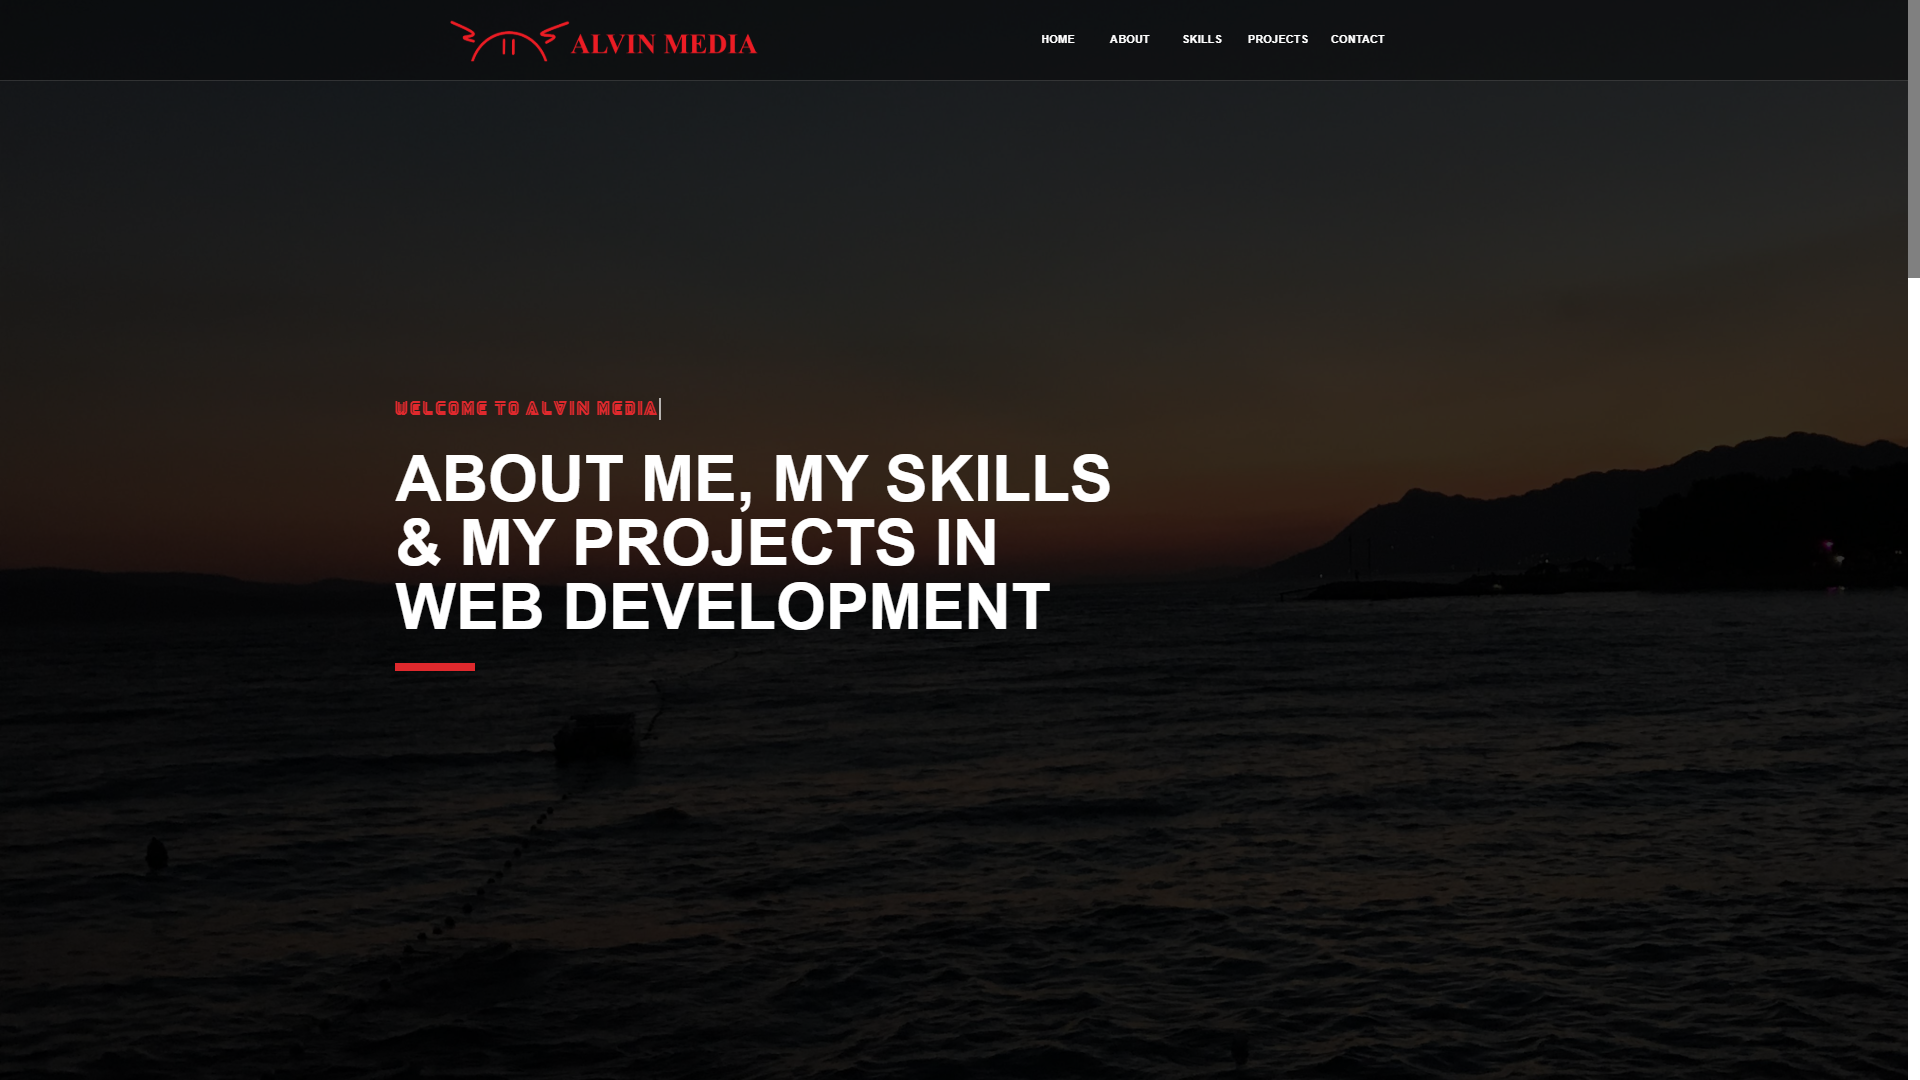 ALVIN MEDIA
HOME ABOUT SKILLS PROJECTS CONTACT
WELCOME TO ALVIN MEDIA
ABOUT ME, MY SKILLS
& MY PROJECTS IN
WEB DEVELOPMENT